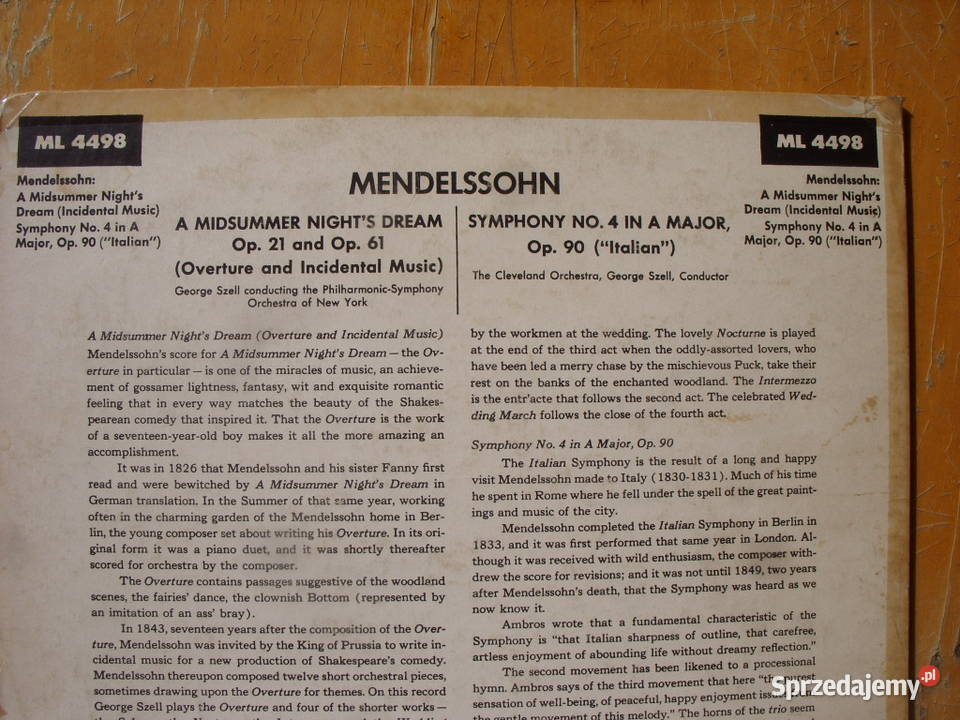 ML 4498
Mendelssohn:
A Midsummer Night's
Dream (Incidental Music)
Symphony No. 4 in A
Major, Op. 90 ("Italian")
ML 4498
Mendelssohn:
A Midsummer Night's
Dream (Incidental Music)
Symphony No. 4 in A
Major, Op. 90 ("Italian")
MENDELSSOHN
A MIDSUMMER NIGHT'S DREAM
Op. 21 and Op. 61
(Overture and Incidental Music)
George Szell conducting the Philharmonic-Symphony
Orchestra of New York
SYMPHONY NO. 4 IN A MAJOR,
Op. 90 ("Italian")
The Cleveland Orchestra, George Szell, Conductor
A Midsummer Night's Dream (Overture and Incidental Music)
Mendelssohn's score for A Midsummer Night's Dream — the Ov-
erture in particular — is one of the miracles of music, an achieve-
ment of gossamer lightness, fantasy, wit and exquisite romantic
feeling that in every way matches the beauty of the Shakes-
pearean comedy that inspired it. That the Overture is the work
of a seventeen-year-old boy makes it all the more amazing an
accomplishment.
It was in 1826 that Mendelssohn and his sister Fanny first
read and were bewitched by A Midsummer Night's Dream in
German translation. In the Summer of that same year, working
often in the charming garden of the Mendelssohn home in Ber-
lin, the young composer set about writing his Overture. In its ori-
ginal form it was a piano duet, and it was shortly thereafter
scored for orchestra by the composer.
The Overture contains passages suggestive of the woodland
scenes, the fairies' dance, the clownish Bottom (represented by
an imitation of an ass' bray).
In 1843, seventeen years after the composition of the Over-
ture, Mendelssohn was invited by the King of Prussia to write in-
cidental music for a new production of Shakespeare's comedy.
Mendelssohn thereupon composed twelve short orchestral pieces,
sometimes drawing upon the Overture for themes. On this record
George Szell plays the Overture and four of the shorter works —
by the workmen at the wedding. The lovely Nocturne is played
at the end of the third act when the oddly-assorted lovers, who
have been led a merry chase by the mischievous Puck, take their
rest on the banks of the enchanted woodland. The Intermezzo
is the entr'acte that follows the second act. The celebrated Wed-
ding March follows the close of the fourth act.
Symphony No. 4 in A Major, Op. 90
The Italian Symphony is the result of a long and happy
visit Mendelssohn made to Italy (1830-1831). Much of his time
he spent in Rome where he fell under the spell of the great paint-
ings and music of the city.
Mendelssohn completed the Italian Symphony in Berlin in
1833, and it was first performed that same year in London. Al-
though it was received with wild enthusiasm, the composer with-
drew the score for revisions; and it was not until 1849, two years
after Mendelssohn's death, that the Symphony was heard as we
now know it.
Ambros wrote that a fundamental characteristic of the
Symphony is "that Italian sharpness of outline, that carefree,
artless enjoyment of abounding life without dreamy reflection."
The second movement has been likened to a processional
hymn. Ambros says of the third movement that here "the purest
sensation of well-being, of peaceful, happy enjoyment
the gentle movement of this melody." The horns of the trio seem
Sprzedajemy.pl